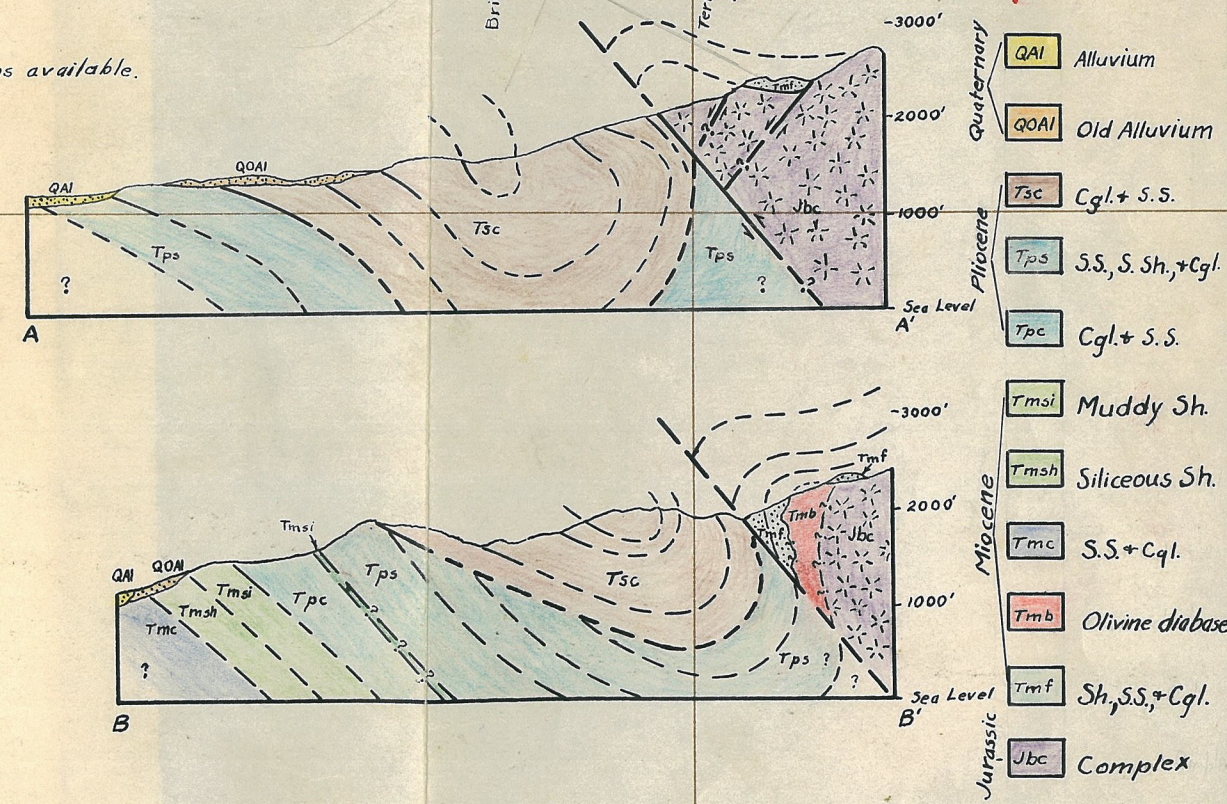 os available.
Bri
Ter
3000'
2000'
1000'
Sea Level
QAl
QOAl
Tps
?
Tsc
Tps
?
?
Tmf
Jbc
?
A
A'
3000'
2000'
1000'
Sea Level
QAl
QOAl
Tmc
?
Tmsh
Tmsi
Tpc
Tmsi
?
?
?
Tps
Tsc
Tps ?
Tmf
Tmb
Tmf
Jbc
?
B
B'
Quaternary
QAl Alluvium
QOAl Old Alluvium
Pliocene
Tsc Cgl. + S.S.
Tps S.S., S. Sh., + Cgl.
Tpc Cgl. + S.S.
Miocene
Tmsi Muddy Sh.
Tmsh Siliceous Sh.
Tmc S.S. + Cgl.
Tmb Olivine diabase
Tmf Sh., S.S., + Cgl.
Jurassic
Jbc Complex